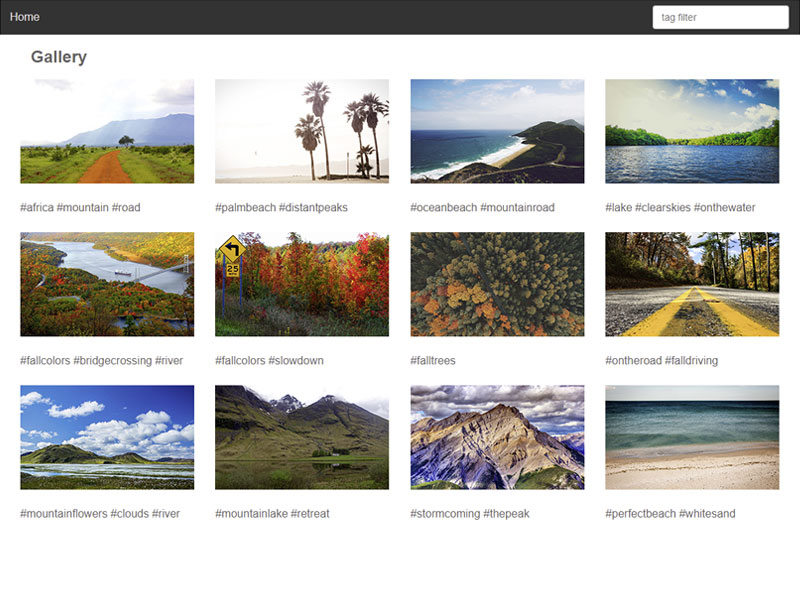 Home
tag filter
Gallery
#africa #mountain #road
#palmbeach #distantpeaks
#oceanbeach #mountainroad
#lake #clearskies #onthewater
25
#fallcolors #bridgecrossing #river
#fallcolors #slowdown
#falltrees
#ontheroad #falldriving
#mountainflowers #clouds #river
#mountainlake #retreat
#stormcoming #thepeak
#perfectbeach #whitesand